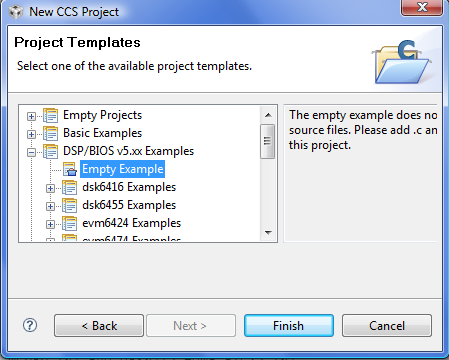 New CCS Project
Project Templates
Select one of the available project templates.
Empty Projects
Basic Examples
DSP/BIOS v5.xx Examples
Empty Example
dsk6416 Examples
dsk6455 Examples
evm6424 Examples
evm6474 Examples
The empty example does no
source files. Please add .c an
this project.
< Back
Next >
Finish
Cancel